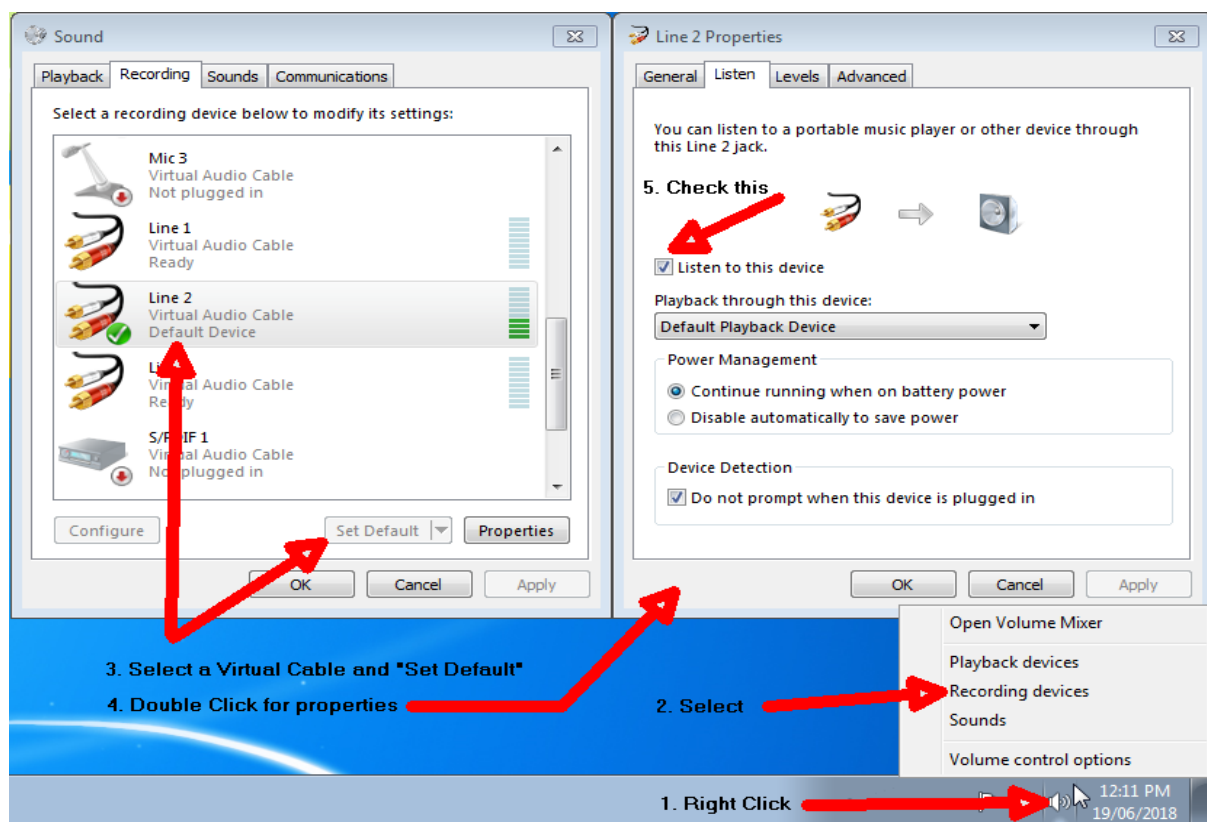 Sound
Playback Recording Sounds Communications
Select a recording device below to modify its settings:
Mic 3
Virtual Audio Cable
Not plugged in
Line 1
Virtual Audio Cable
Ready
Line 2
Virtual Audio Cable
Default Device
Virtual Audio Cable
Ready
S/PDIF 1
Virtual Audio Cable
Not plugged in
Configure Set Default Properties
OK Cancel Apply
Line 2 Properties
General Listen Levels Advanced
You can listen to a portable music player or other device through
this Line 2 jack.
5. Check this
Listen to this device
Playback through this device:
Default Playback Device
Power Management
Continue running when on battery power
Disable automatically to save power
Device Detection
Do not prompt when this device is plugged in
OK Cancel Apply
Open Volume Mixer
Playback devices
Recording devices
Sounds
Volume control options
3. Select a Virtual Cable and "Set Default"
4. Double Click for properties
2. Select
1. Right Click
12:11 PM
19/06/2018